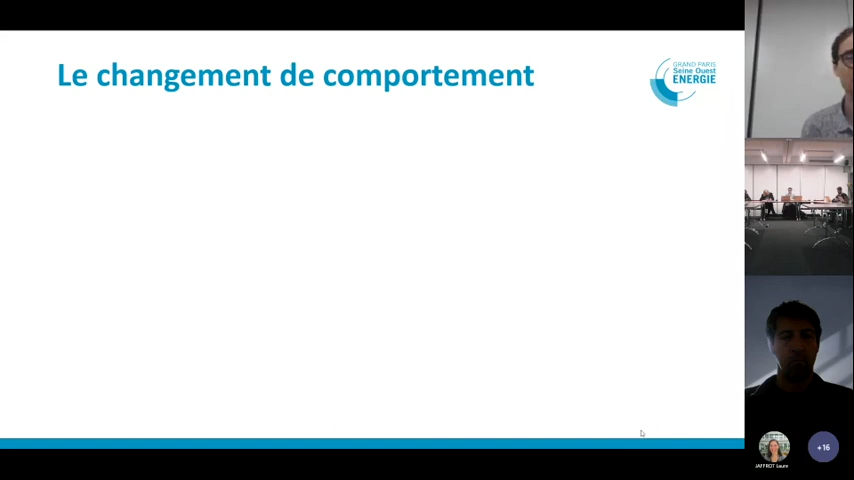 Le changement de comportement
GRAND PARIS
Seine Ouest
ENERGIE
JAFFROT Laure
+16